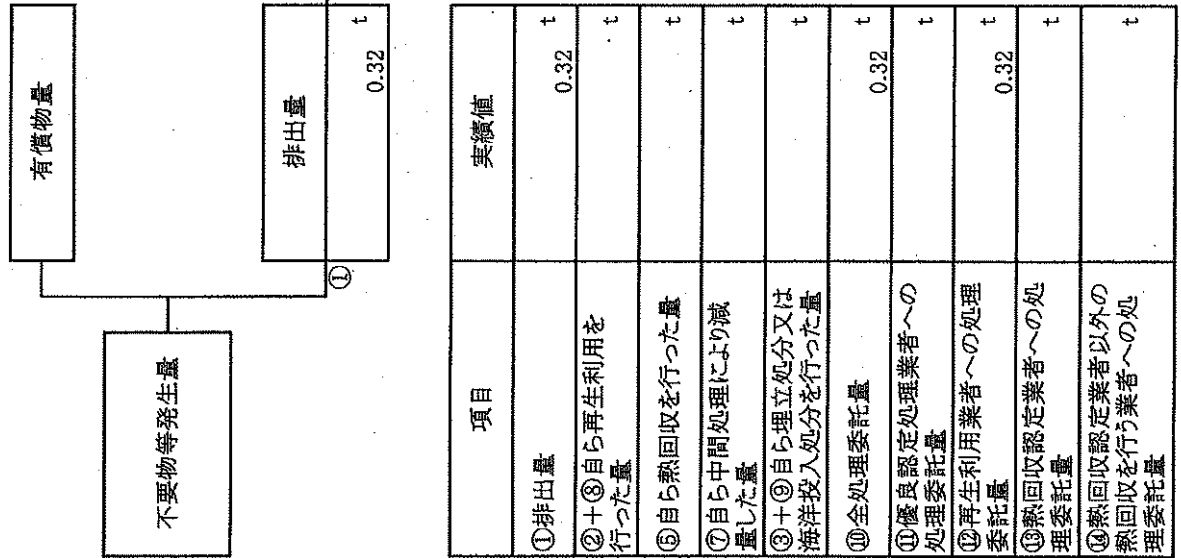 不要物等発生量
有償物量
排出量
①
0.32 t
項目
実績値
①排出量
0.32 t
②+⑧自ら再生利用を
行った量
t
⑤自ら熱回収を行った量
t
⑦自ら中間処理により減
量した量
t
③+⑨自ら埋立処分又は
海洋投入処分を行った量
t
⑩全処理委託量
0.32 t
⑪優良認定処理業者への
処理委託量
t
⑫再生利用業者への処理
委託量
0.32 t
⑬熱回収認定業者への処
理委託量
t
⑭熱回収認定業者以外の
熱回収を行う業者への処
理委託量
t